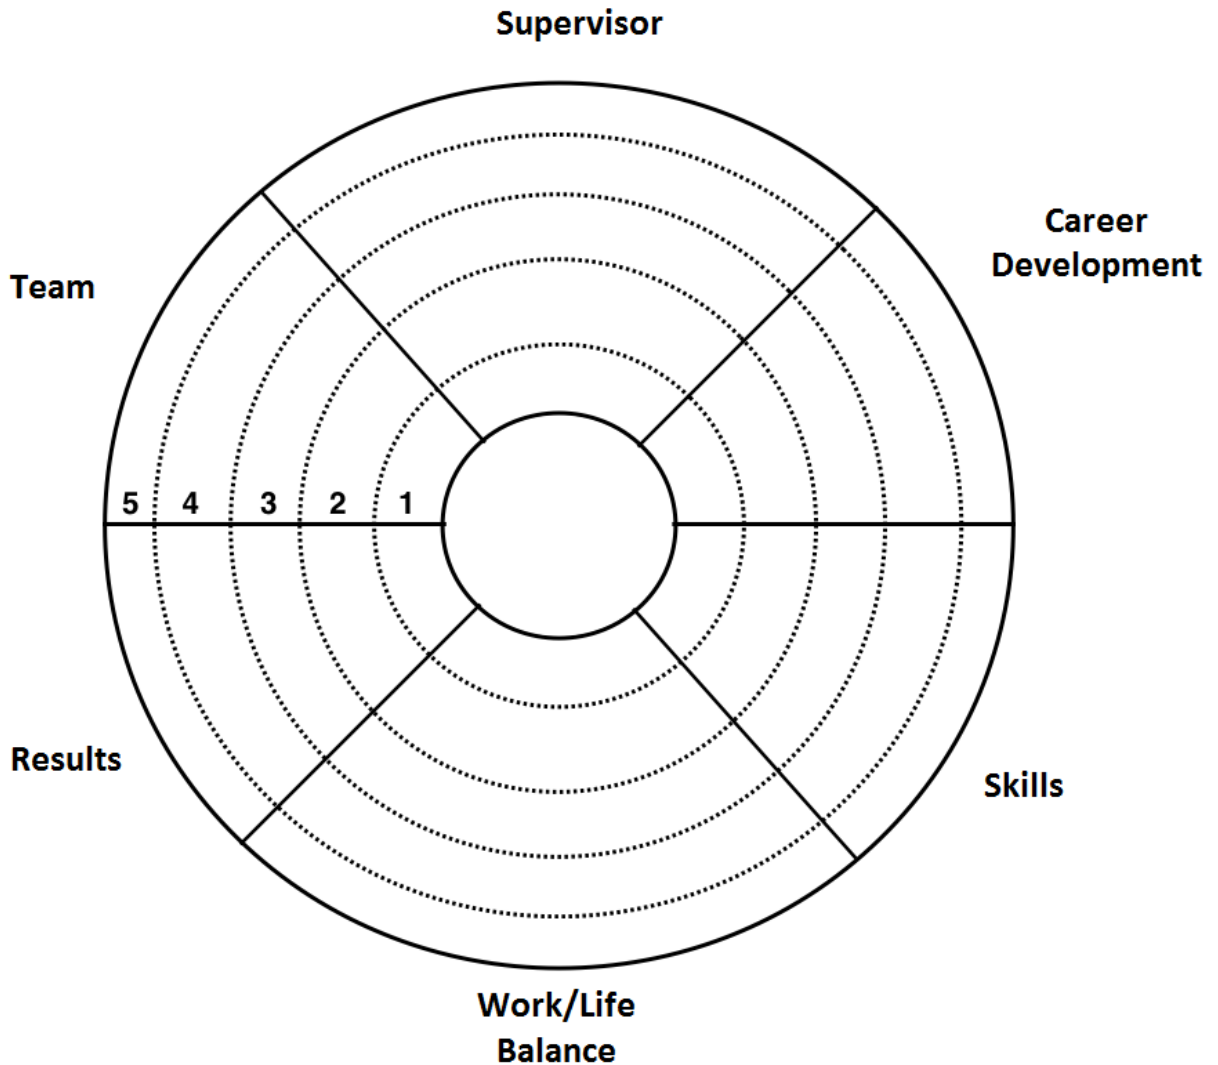 Supervisor
Career
Development
Team
5 4 3 2 1
Results
Skills
Work/Life
Balance